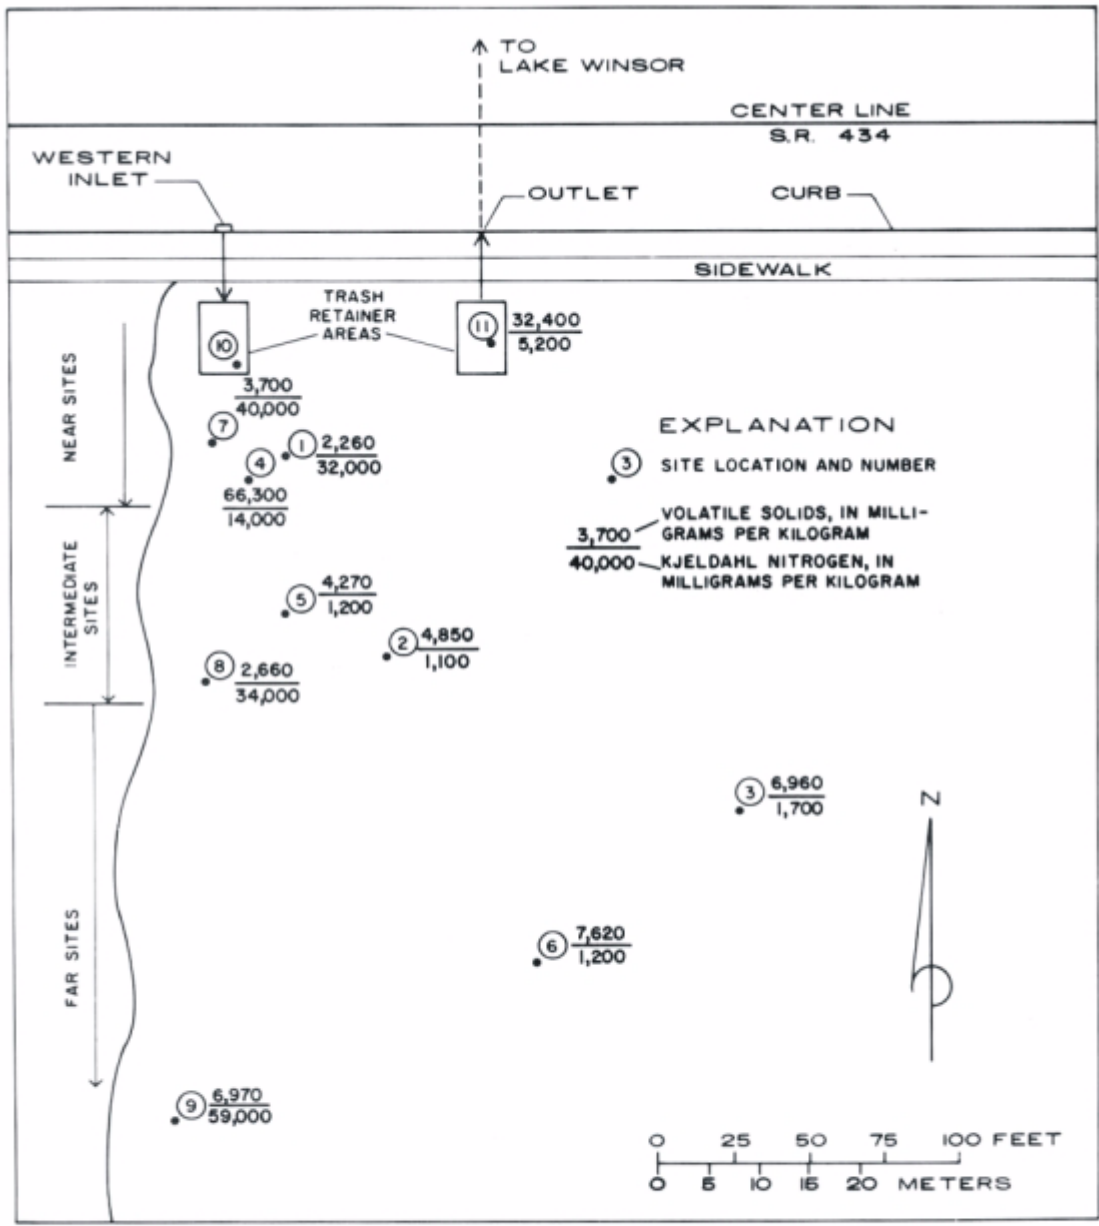 TO
LAKE WINSOR
CENTER LINE
S.R. 434
WESTERN
INLET
OUTLET
CURB
SIDEWALK
TRASH
RETAINER
AREAS
10
3,700
40,000
11
32,400
5,200
NEAR SITES
7
1
2,260
32,000
4
66,300
14,000
EXPLANATION
3 SITE LOCATION AND NUMBER
3,700
40,000
VOLATILE SOLIDS, IN MILLI-
GRAMS PER KILOGRAM
KJELDAHL NITROGEN, IN
MILLIGRAMS PER KILOGRAM
INTERMEDIATE
SITES
5
4,270
1,200
2
4,850
1,100
8
2,660
34,000
3
6,960
1,700
N
FAR SITES
6
7,620
1,200
9
6,970
59,000
0 25 50 75 100 FEET
0 5 10 15 20 METERS